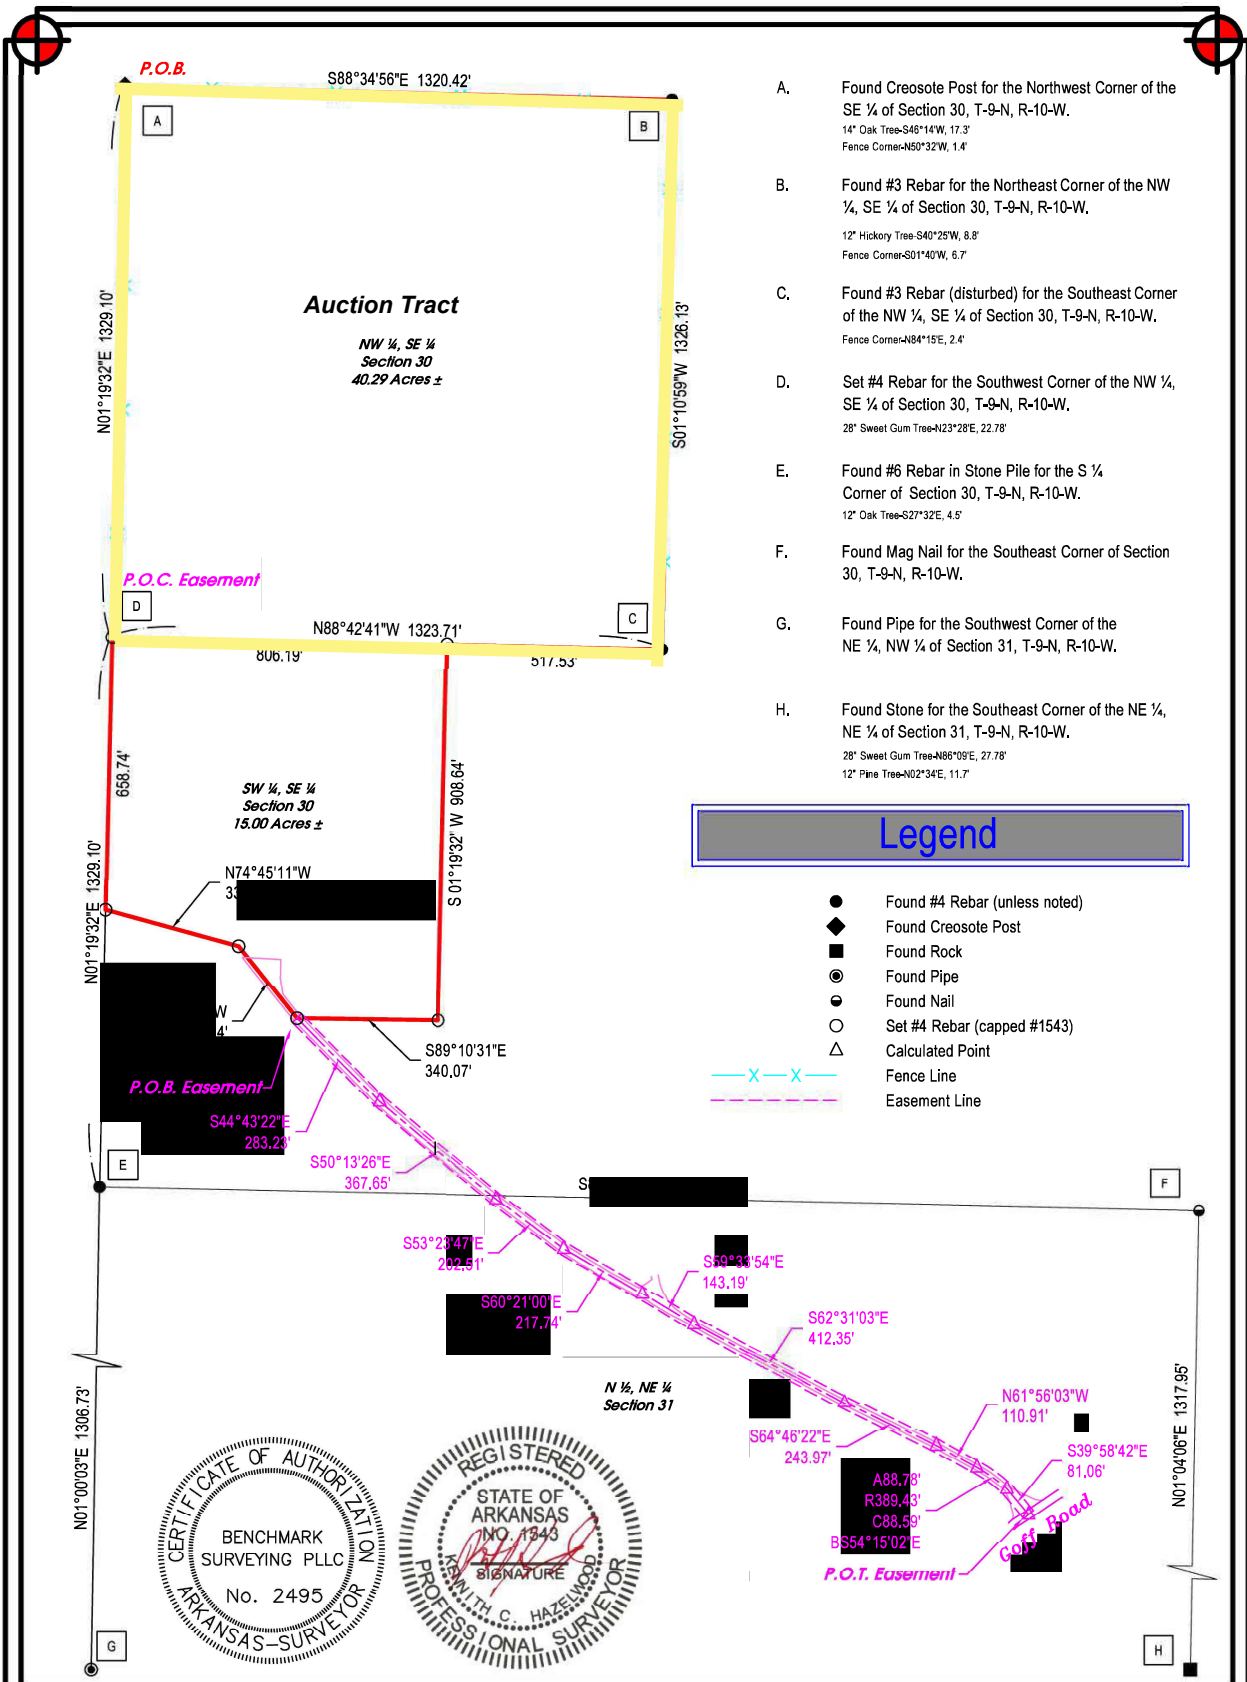 P.O.B.
S88°34'56"E 1320.42'
A
B
N01°19'32"E 1329.10'
Auction Tract
NW ¼, SE ¼
Section 30
40.29 Acres ±
S01°10'59"W 1326.13'
P.O.C. Easement
D
C
N88°42'41"W 1323.71'
806.19'
517.53'
658.74'
SW ¼, SE ¼
Section 30
15.00 Acres ±
S 01°19'32" W 908.64'
N01°19'32"E 1329.10'
N74°45'11"W
S89°10'31"E
340.07'
P.O.B. Easement
S44°43'22"E
283.23'
S50°13'26"E
367.65'
E
F
S53°23'47"E
202.51'
S59°33'54"E
143.19'
S60°21'00"E
217.74'
S62°31'03"E
412.35'
N ½, NE ¼
Section 31
N61°56'03"W
110.91'
S64°46'22"E
243.97'
S39°58'42"E
81.06'
A88.78'
R389.43'
C88.59'
BS54°15'02"E
Goff Road
P.O.T. Easement
N01°00'03"E 1306.73'
N01°04'06"E 1317.95'
G
H
CERTIFICATE OF AUTHORIZATION
BENCHMARK
SURVEYING PLLC
No. 2495
ARKANSAS-SURVEYOR
REGISTERED
STATE OF
ARKANSAS
NO. 1543
SIGNATURE
KENNITH C. HAZELWOOD
PROFESSIONAL SURVEYOR
A. Found Creosote Post for the Northwest Corner of the
SE ¼ of Section 30, T-9-N, R-10-W.
14" Oak Tree-S46°14'W, 17.3'
Fence Corner-N50°32'W, 1.4'
B. Found #3 Rebar for the Northeast Corner of the NW
¼, SE ¼ of Section 30, T-9-N, R-10-W.
12" Hickory Tree-S40°25'W, 8.8'
Fence Corner-S01°40'W, 6.7'
C. Found #3 Rebar (disturbed) for the Southeast Corner
of the NW ¼, SE ¼ of Section 30, T-9-N, R-10-W.
Fence Corner-N84°15'E, 2.4'
D. Set #4 Rebar for the Southwest Corner of the NW ¼,
SE ¼ of Section 30, T-9-N, R-10-W.
28" Sweet Gum Tree-N23°28'E, 22.78'
E. Found #6 Rebar in Stone Pile for the S ¼
Corner of Section 30, T-9-N, R-10-W.
12" Oak Tree-S27°32'E, 4.5'
F. Found Mag Nail for the Southeast Corner of Section
30, T-9-N, R-10-W.
G. Found Pipe for the Southwest Corner of the
NE ¼, NW ¼ of Section 31, T-9-N, R-10-W.
H. Found Stone for the Southeast Corner of the NE ¼,
NE ¼ of Section 31, T-9-N, R-10-W.
28" Sweet Gum Tree-N86°09'E, 27.78'
12" Pine Tree-N02°34'E, 11.7'
Legend
Found #4 Rebar (unless noted)
Found Creosote Post
Found Rock
Found Pipe
Found Nail
Set #4 Rebar (capped #1543)
Calculated Point
X X Fence Line
Easement Line